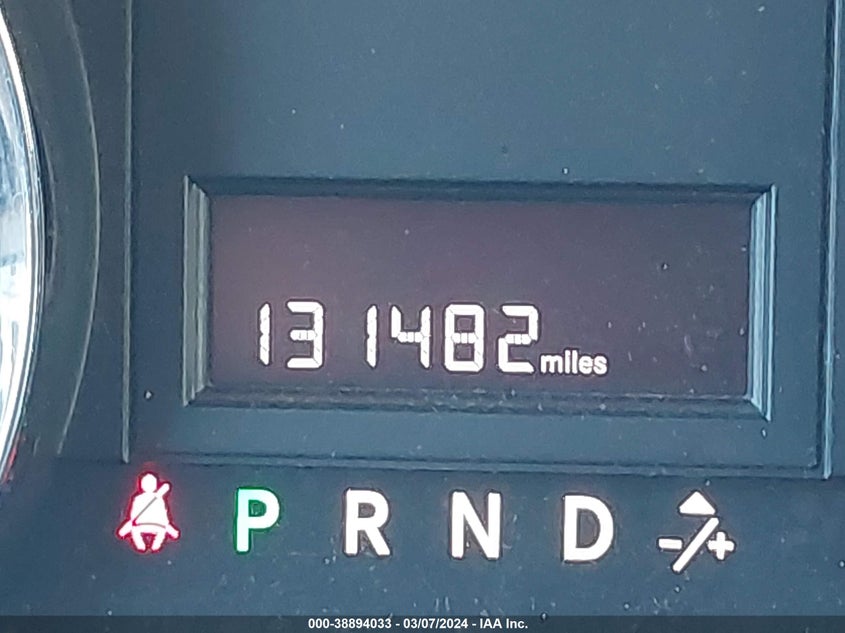 131482 miles
P R N D -/+
000-38894033 - 03/07/2024 - IAA Inc.